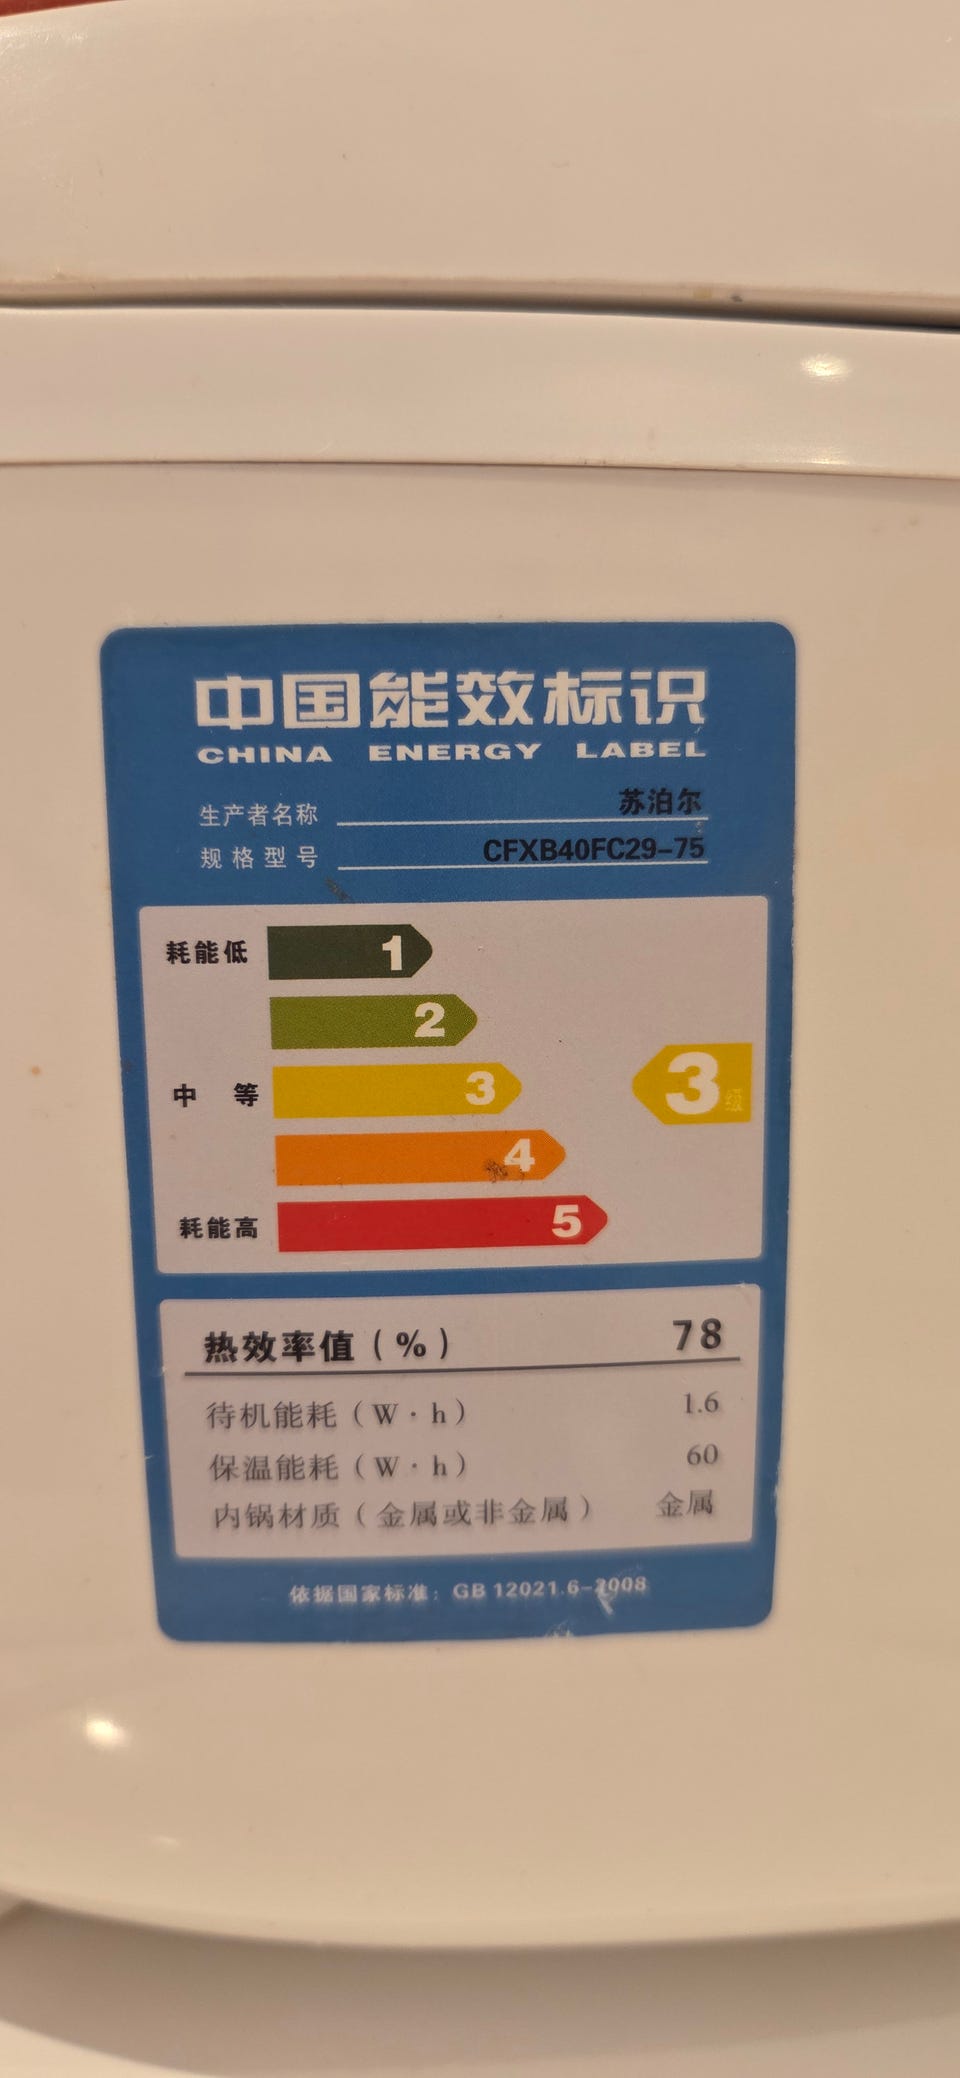 中国能效标识
CHINA ENERGY LABEL
生产者名称 苏泊尔
规格型号 CFXB40FC29-75
耗能低 1
2
中 等 3 3级
4
耗能高 5
热效率值（%） 78
待机能耗（W·h） 1.6
保温能耗（W·h） 60
内锅材质（金属或非金属） 金属
依据国家标准：GB 12021.6-2008